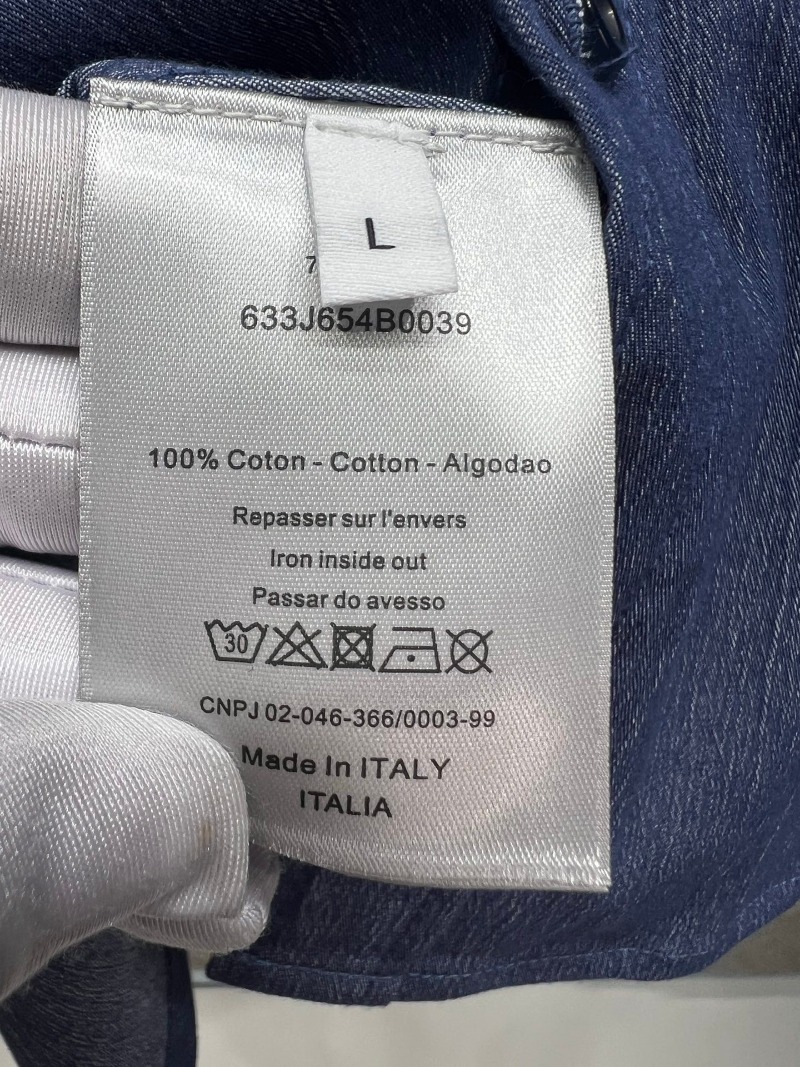 L
7
633J654B0039
100% Coton - Cotton - Algodao
Repasser sur l'envers
Iron inside out
Passar do avesso
30
CNPJ 02-046-366/0003-99
Made In ITALY
ITALIA